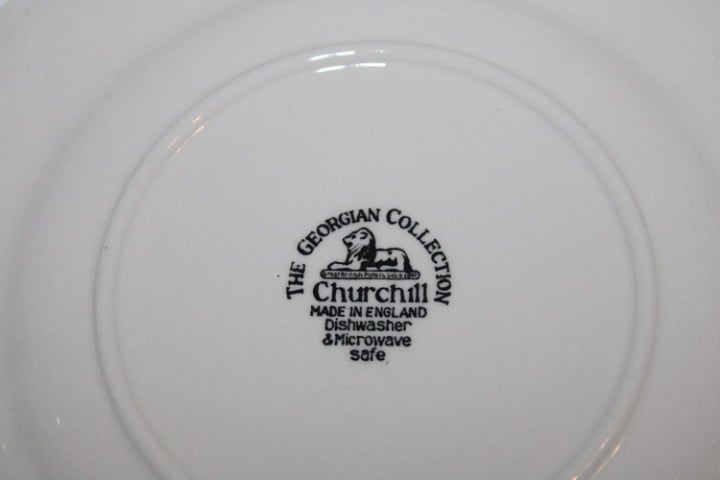 THE GEORGIAN COLLECTION
Churchill
MADE IN ENGLAND
Dishwasher
&Microwave
safe